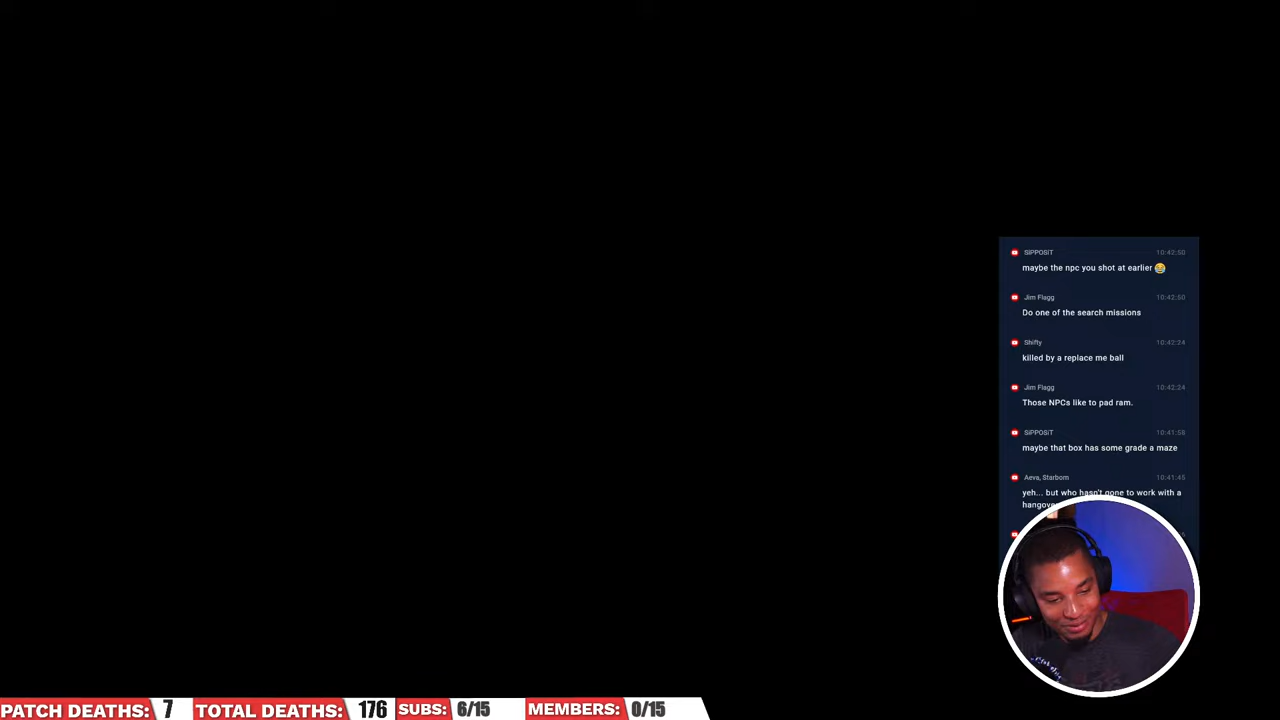 SiPPOSiT 10:42:50
maybe the npc you shot at earlier 😂
Jim Flagg 10:42:50
Do one of the search missions
Shifty 10:42:24
killed by a replace me ball
Jim Flagg 10:42:24
Those NPCs like to pad ram.
SiPPOSiT 10:41:58
maybe that box has some grade a maze
Aeva, Starborn 10:41:45
yeh... but who hasn't gone to work with a
PATCH DEATHS: 7 TOTAL DEATHS: 176 SUBS: 6/15 MEMBERS: 0/15